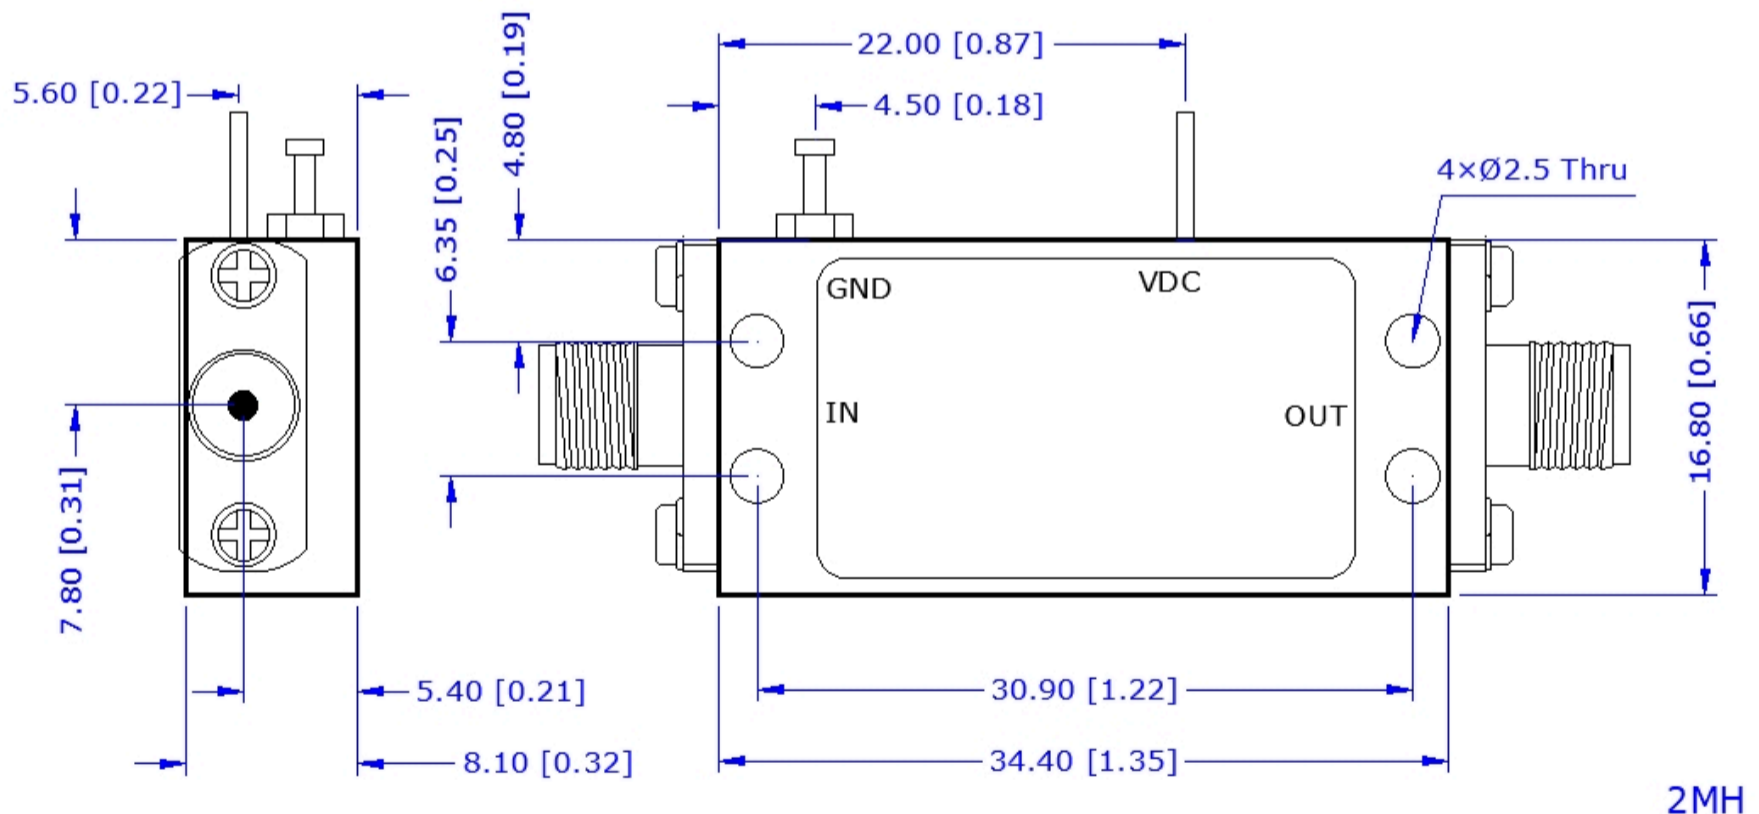 22.00 [0.87]
5.60 [0.22]
4.50 [0.18]
4.80 [0.19]
6.35 [0.25]
4×Ø2.5 Thru
GND
VDC
IN
OUT
16.80 [0.66]
7.80 [0.31]
5.40 [0.21]
30.90 [1.22]
8.10 [0.32]
34.40 [1.35]
2MH